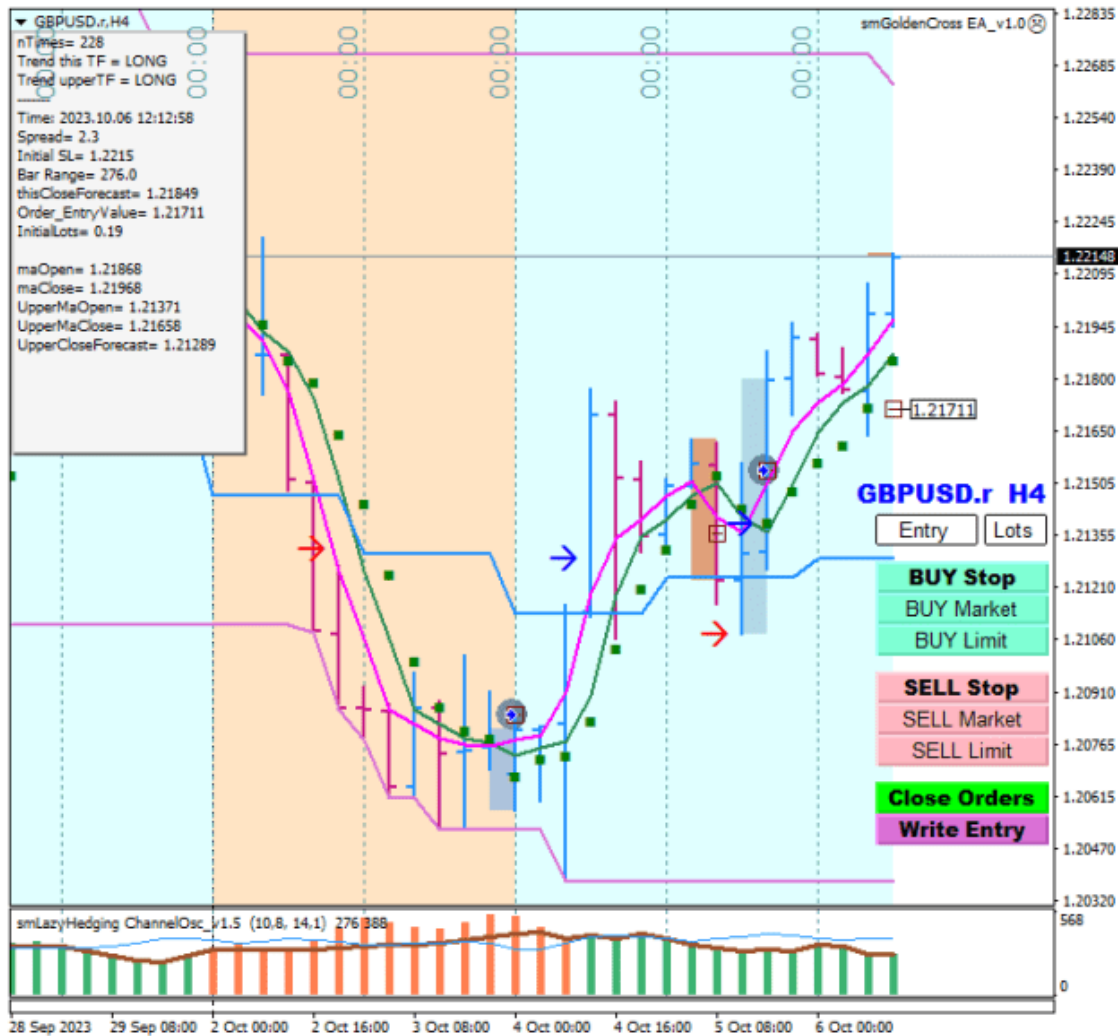 GBPUSD.r,H4
smGoldenCross EA_v1.0
nTimes= 228
Trend this TF = LONG
Trend upperTF = LONG
-------
Time: 2023.10.06 12:12:58
Spread= 2.3
Initial SL= 1.2215
Bar Range= 276.0
thisCloseForecast= 1.21849
Order_EntryValue= 1.21711
InitialLots= 0.19
maOpen= 1.21868
maClose= 1.21968
UpperMaOpen= 1.21371
UpperMaClose= 1.21658
UpperCloseForecast= 1.21289
00:00
00:00
00:00
00:00
00:00
00:00
1.22835
1.22685
1.22540
1.22390
1.22245
1.22148
1.22095
1.21945
1.21800
1.21650
1.21505
1.21355
1.21210
1.21060
1.20910
1.20765
1.20615
1.20470
1.20320
1.21711
GBPUSD.r H4
Entry Lots
BUY Stop
BUY Market
BUY Limit
SELL Stop
SELL Market
SELL Limit
Close Orders
Write Entry
smLazyHedging ChannelOsc_v1.5 (10,8, 14,1) 276 388
568
0
28 Sep 2023 29 Sep 08:00 2 Oct 00:00 2 Oct 16:00 3 Oct 08:00 4 Oct 00:00 4 Oct 16:00 5 Oct 08:00 6 Oct 00:00